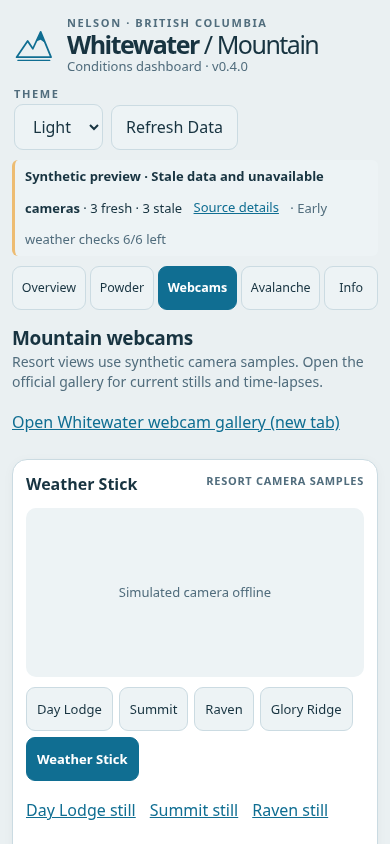 NELSON · BRITISH COLUMBIA
Whitewater / Mountain
Conditions dashboard · v0.4.0
THEME
Light
Refresh Data
Synthetic preview · Stale data and unavailable
cameras · 3 fresh · 3 stale Source details · Early
weather checks 6/6 left
Overview Powder Webcams Avalanche Info
Mountain webcams
Resort views use synthetic camera samples. Open the
official gallery for current stills and time-lapses.
Open Whitewater webcam gallery (new tab)
Weather Stick RESORT CAMERA SAMPLES
Simulated camera offline
Day Lodge Summit Raven Glory Ridge
Weather Stick
Day Lodge still Summit still Raven still